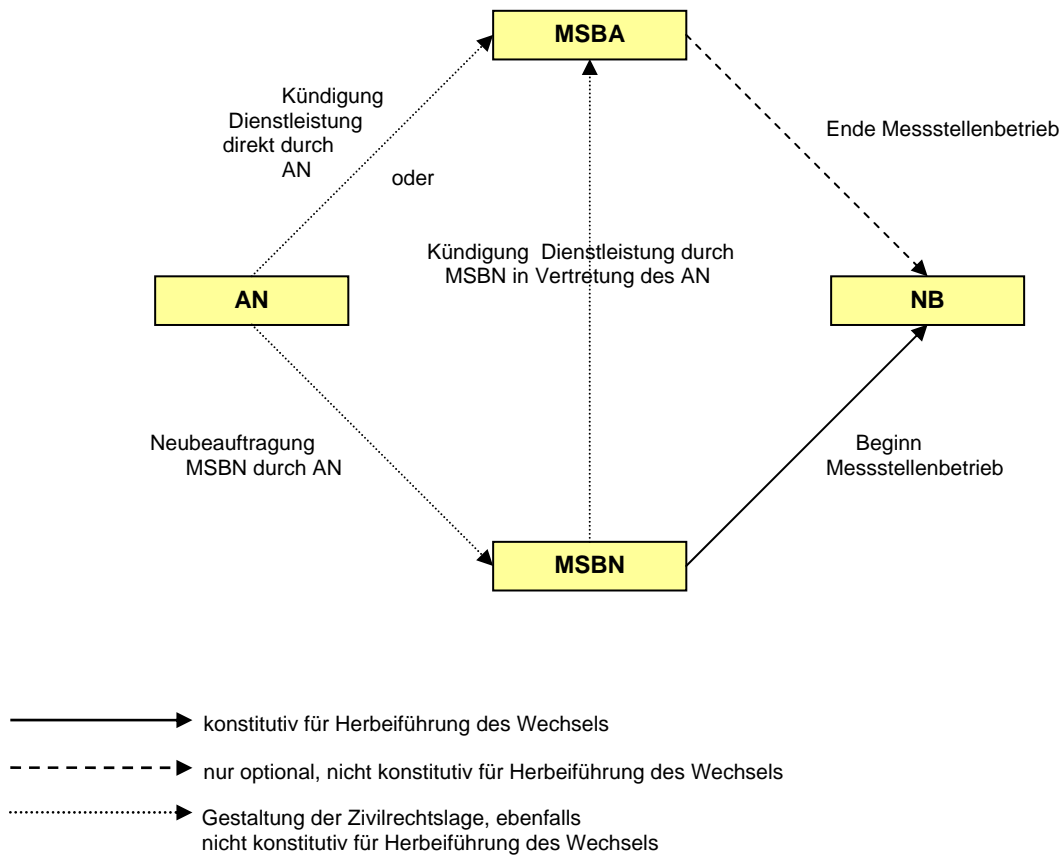 MSBA
Kündigung
Dienstleistung
direkt durch
AN
oder
Ende Messstellenbetrieb
Kündigung Dienstleistung durch
MSBN in Vertretung des AN
AN
NB
Neubeauftragung
MSBN durch AN
Beginn
Messstellenbetrieb
MSBN
konstitutiv für Herbeiführung des Wechsels
nur optional, nicht konstitutiv für Herbeiführung des Wechsels
Gestaltung der Zivilrechtslage, ebenfalls
nicht konstitutiv für Herbeiführung des Wechsels